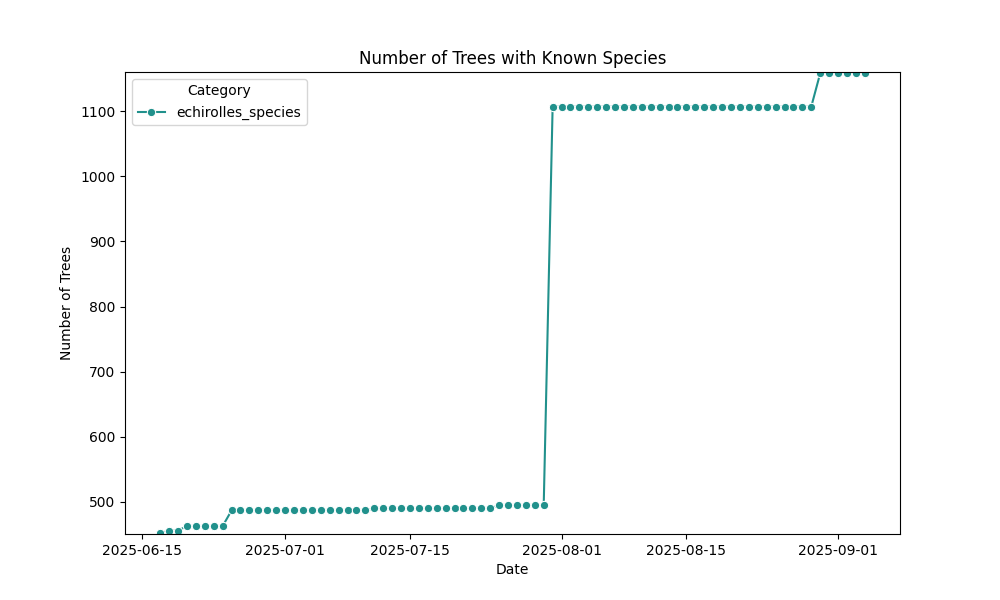 Number of Trees with Known Species
Category
echirolles_species
Number of Trees
1100
1000
900
800
700
600
500
2025-06-15
2025-07-01
2025-07-15
2025-08-01
2025-08-15
2025-09-01
Date